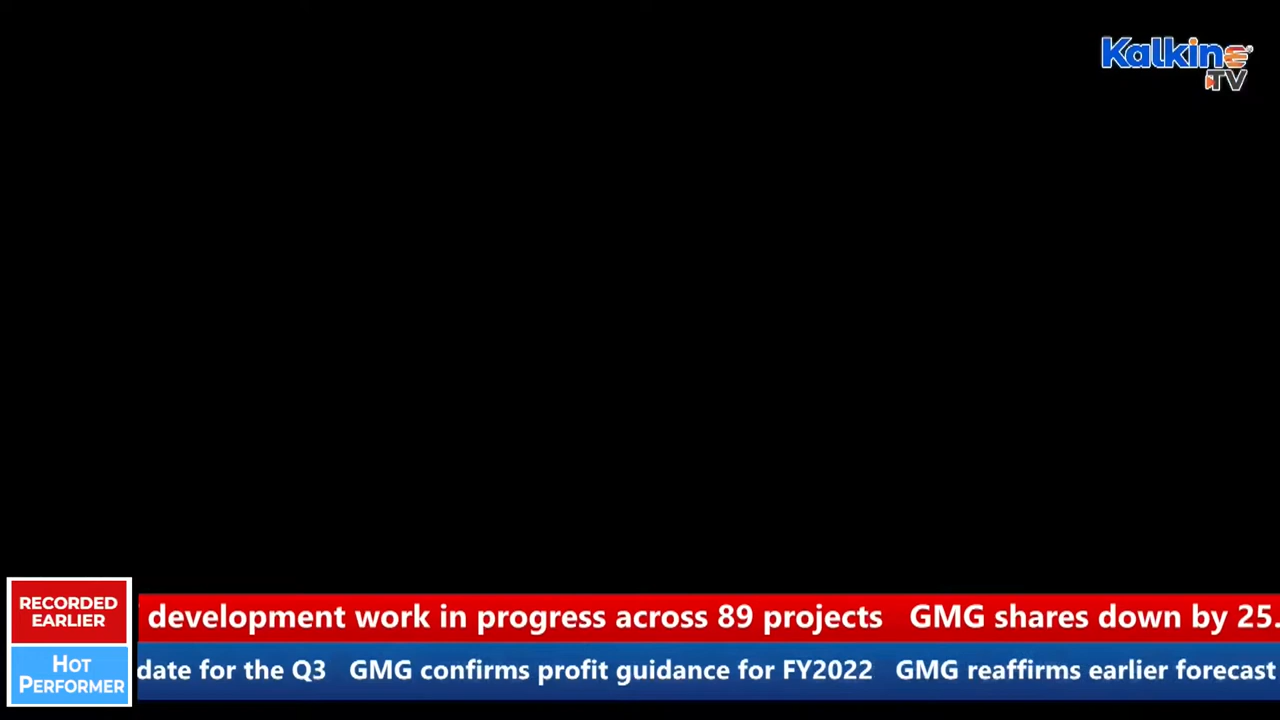 Kalkine
TV
RECORDED
EARLIER
development work in progress across 89 projects GMG shares down by 25.
HOT
PERFORMER
date for the Q3 GMG confirms profit guidance for FY2022 GMG reaffirms earlier forecast